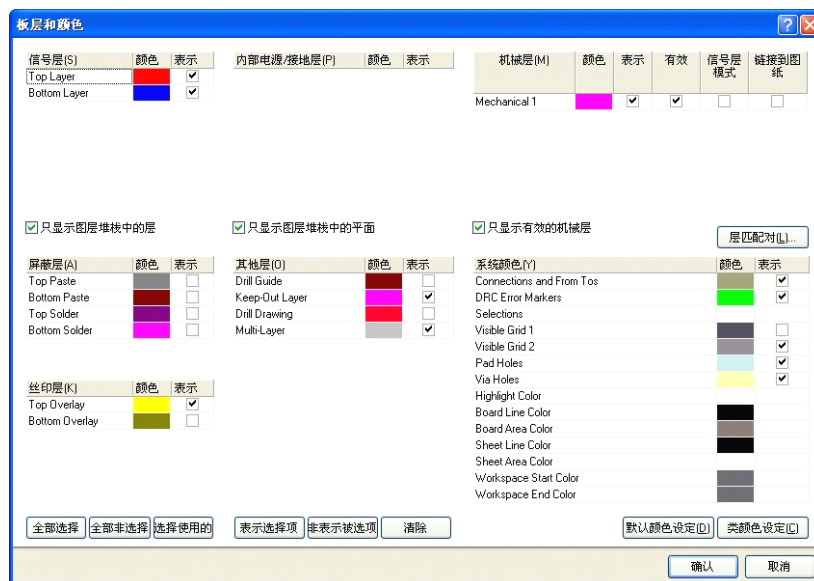 板层和颜色
信号层(S) 颜色 表示
Top Layer
Bottom Layer
内部电源/接地层(P) 颜色 表示
机械层(M) 颜色 表示 有效 信号层模式 链接到图纸
Mechanical 1
只显示图层堆栈中的层
只显示图层堆栈中的平面
只显示有效的机械层
层匹配对(L)...
屏蔽层(A) 颜色 表示
Top Paste
Bottom Paste
Top Solder
Bottom Solder
其他层(O) 颜色 表示
Drill Guide
Keep-Out Layer
Drill Drawing
Multi-Layer
系统颜色(Y) 颜色 表示
Connections and From Tos
DRC Error Markers
Selections
Visible Grid 1
Visible Grid 2
Pad Holes
Via Holes
Highlight Color
Board Line Color
Board Area Color
Sheet Line Color
Sheet Area Color
Workspace Start Color
Workspace End Color
丝印层(K) 颜色 表示
Top Overlay
Bottom Overlay
全部选择 全部非选择 选择使用的
表示选择项 非表示被选项 清除
默认颜色设定(D) 类颜色设定(C)
确认 取消